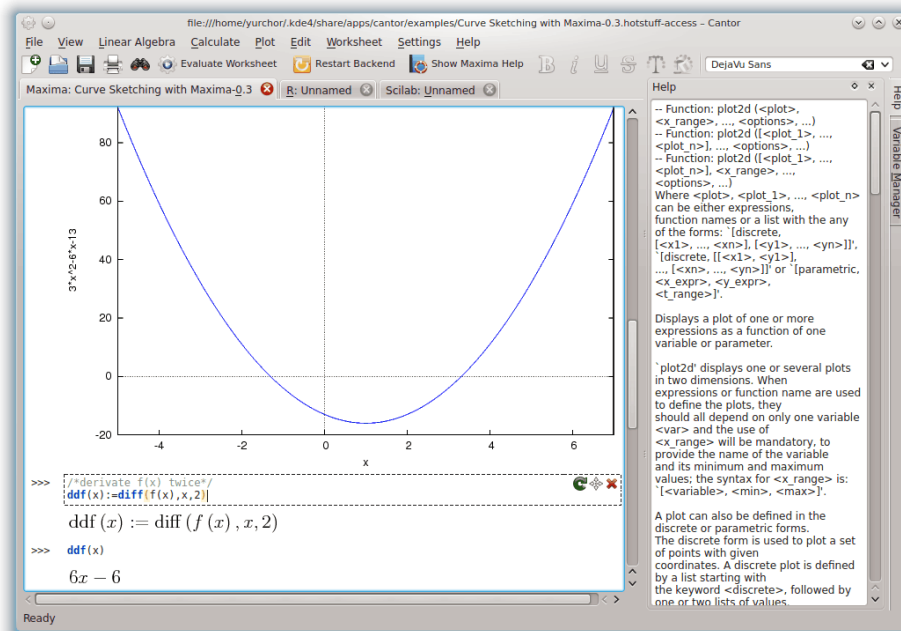 file:///home/yurchor/.kde4/share/apps/cantor/examples/Curve Sketching with Maxima-0.3.hotstuff-access – Cantor
File View Linear Algebra Calculate Plot Edit Worksheet Settings Help
Evaluate Worksheet Restart Backend Show Maxima Help B i U S T DejaVu Sans
Maxima: Curve Sketching with Maxima-0.3 R: Unnamed Scilab: Unnamed
80
60
40
20
0
-20
3*x^2-6*x-13
-4 -2 0 2 4 6
x
>>> /*derivate f(x) twice*/
ddf(x):=diff(f(x),x,2)
ddf (x) := diff (f (x) , x, 2)
>>> ddf(x)
6x − 6
Help
-- Function: plot2d (<plot>,
<x_range>, ..., <options>, ...)
-- Function: plot2d ([<plot_1>, ...,
<plot_n>], ..., <options>, ...)
-- Function: plot2d ([<plot_1>, ...,
<plot_n>], <x_range>, ...,
<options>, ...)
Where <plot>, <plot_1>, ..., <plot_n>
can be either expressions,
function names or a list with the any
of the forms: `[discrete,
[<x1>, ..., <xn>], [<y1>, ..., <yn>]]',
`[discrete, [[<x1>, <y1>],
..., [<xn>, ..., <yn>]]' or `[parametric,
<x_expr>, <y_expr>,
<t_range>]'.
Displays a plot of one or more
expressions as a function of one
variable or parameter.
`plot2d' displays one or several plots
in two dimensions. When
expressions or function name are used
to define the plots, they
should all depend on only one variable
<var> and the use of
<x_range> will be mandatory, to
provide the name of the variable
and its minimum and maximum
values; the syntax for <x_range> is:
`[<variable>, <min>, <max>]'.
A plot can also be defined in the
discrete or parametric forms.
The discrete form is used to plot a set
of points with given
coordinates. A discrete plot is defined
by a list starting with
the keyword <discrete>, followed by
one or two lists of values.
Help
Variable Manager
Ready